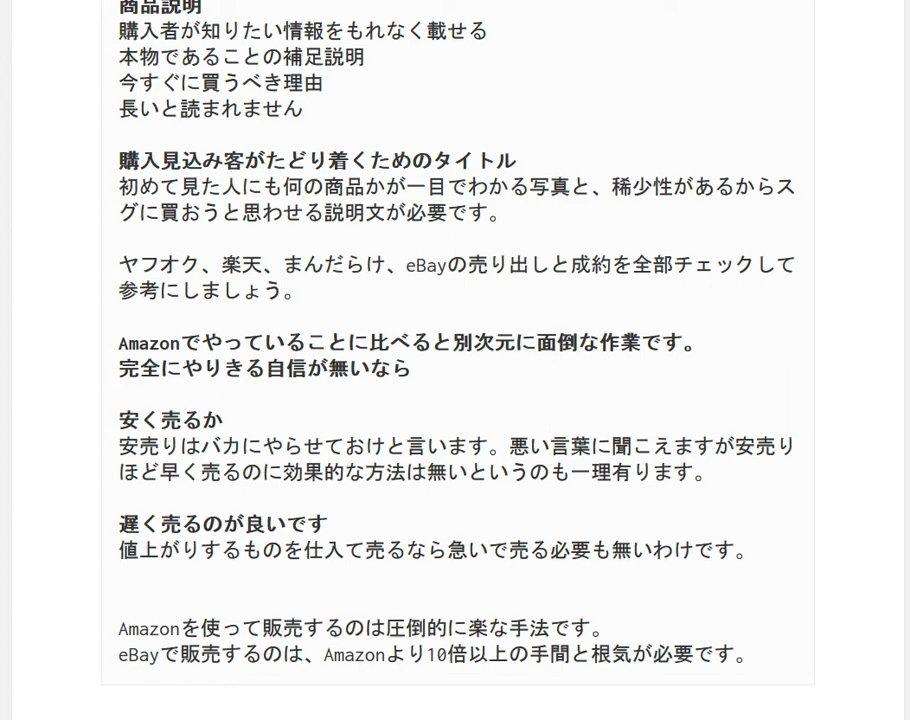 商品説明
購入者が知りたい情報をもれなく載せる
本物であることの補足説明
今すぐに買うべき理由
長いと読まれません
購入見込み客がたどり着くためのタイトル
初めて見た人にも何の商品かが一目でわかる写真と、稀少性があるからス
グに買おうと思わせる説明文が必要です。
ヤフオク、楽天、まんだらけ、eBayの売り出しと成約を全部チェックして
参考にしましょう。
Amazonでやっていることに比べると別次元に面倒な作業です。
完全にやりきる自信が無いなら
安く売るか
安売りはバカにやらせておけと言います。悪い言葉に聞こえますが安売り
ほど早く売るのに効果的な方法は無いというのも一理有ります。
遅く売るのが良いです
値上がりするものを仕入て売るなら急いで売る必要も無いわけです。
Amazonを使って販売するのは圧倒的に楽な手法です。
eBayで販売するのは、Amazonより10倍以上の手間と根気が必要です。